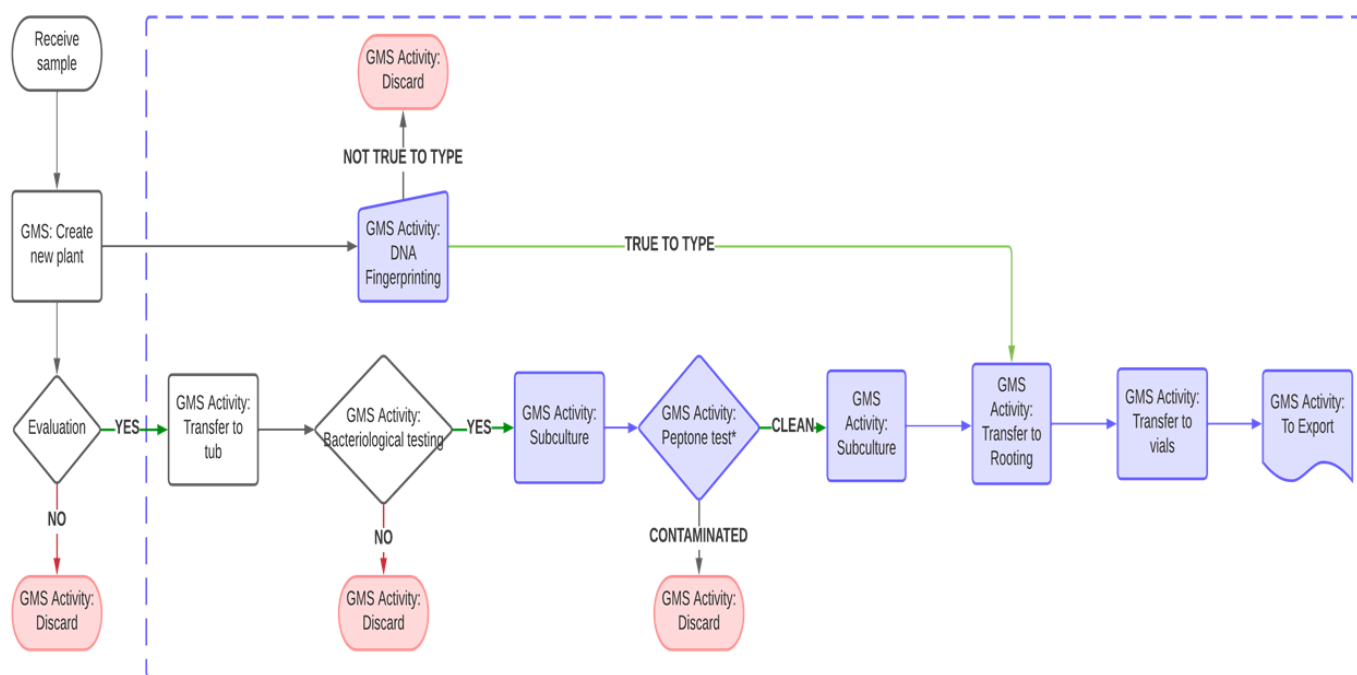 Receive
sample
GMS Activity:
Discard
NOT TRUE TO TYPE
GMS: Create
new plant
GMS Activity:
DNA
Fingerprinting
TRUE TO TYPE
Evaluation
YES
GMS Activity:
Transfer to
tub
GMS Activity:
Bacteriological testing
YES
GMS Activity:
Subculture
GMS Activity:
Peptone test*
CLEAN
GMS
Activity:
Subculture
GMS
Activity:
Transfer to
Rooting
GMS Activity:
Transfer to
vials
GMS Activity:
To Export
NO
NO
CONTAMINATED
GMS Activity:
Discard
GMS Activity:
Discard
GMS Activity:
Discard